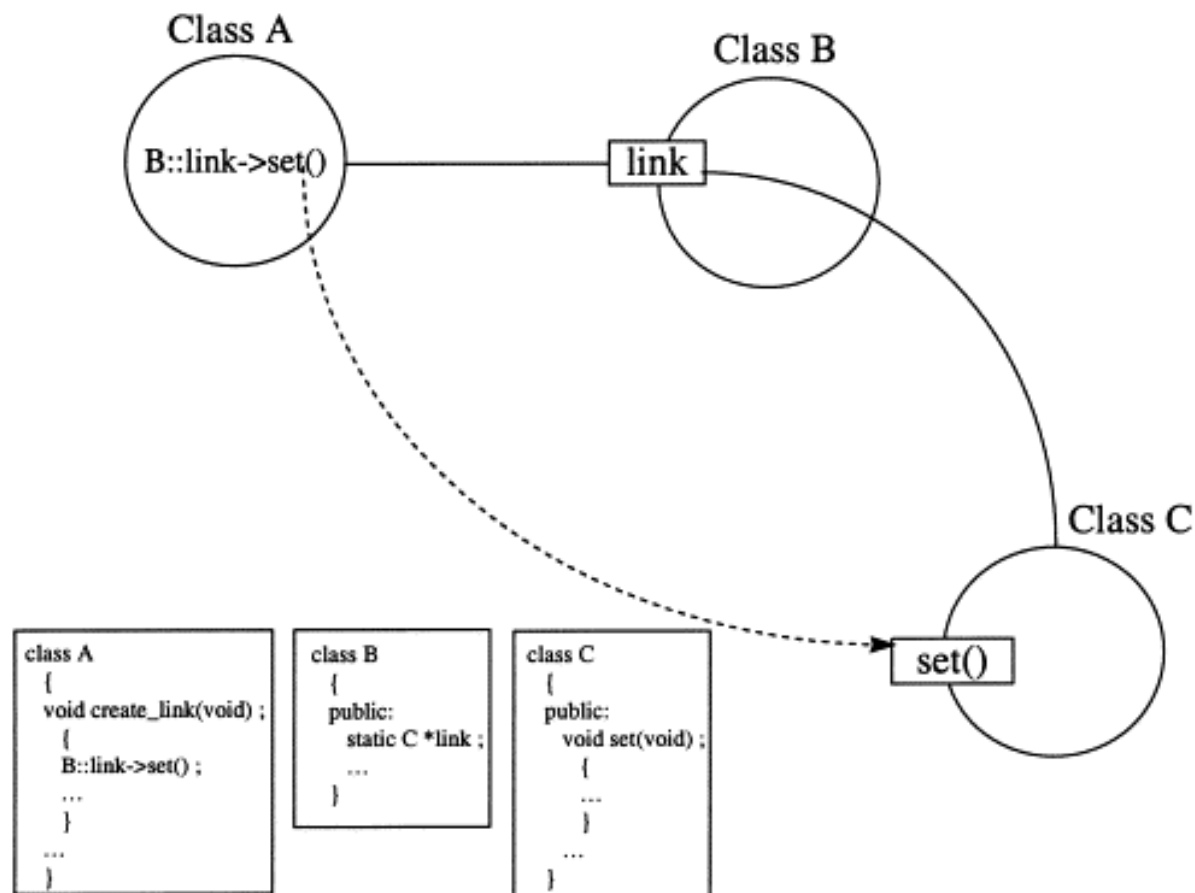 Class A
Class B
B::link->set()
link
Class C
set()
class A
{
void create_link(void) ;
{
B::link->set() ;
...
}
...
}
class B
{
public:
static C *link ;
...
}
class C
{
public:
void set(void) ;
{
...
}
...
}